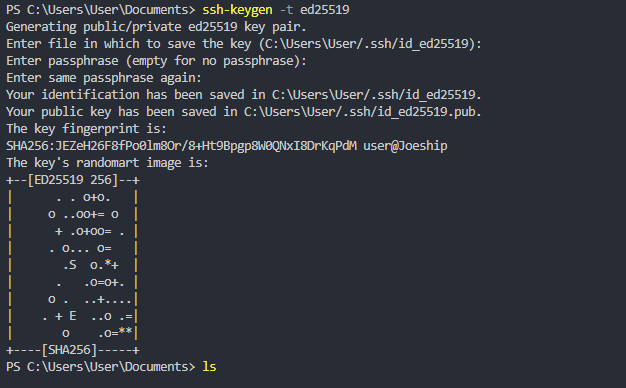 PS C:\Users\User\Documents> ssh-keygen -t ed25519
Generating public/private ed25519 key pair.
Enter file in which to save the key (C:\Users\User/.ssh/id_ed25519):
Enter passphrase (empty for no passphrase):
Enter same passphrase again:
Your identification has been saved in C:\Users\User/.ssh/id_ed25519.
Your public key has been saved in C:\Users\User/.ssh/id_ed25519.pub.
The key fingerprint is:
SHA256:JEZeH26F8fPo0lm8Or/8+Ht9Bpgp8W0QNxI8DrKqPdM user@Joeship
The key's randomart image is:
+--[ED25519 256]--+
|      . . o+o.   |
|     o ..oo+= o  |
|      + .o+oo= . |
|     . o... o=   |
|       .S  o.*+  |
|      .   .o=o+. |
|     o .  ..+....|
|    . + E  ..o .=|
|       o    .o=**|
+----[SHA256]-----+
PS C:\Users\User\Documents> ls